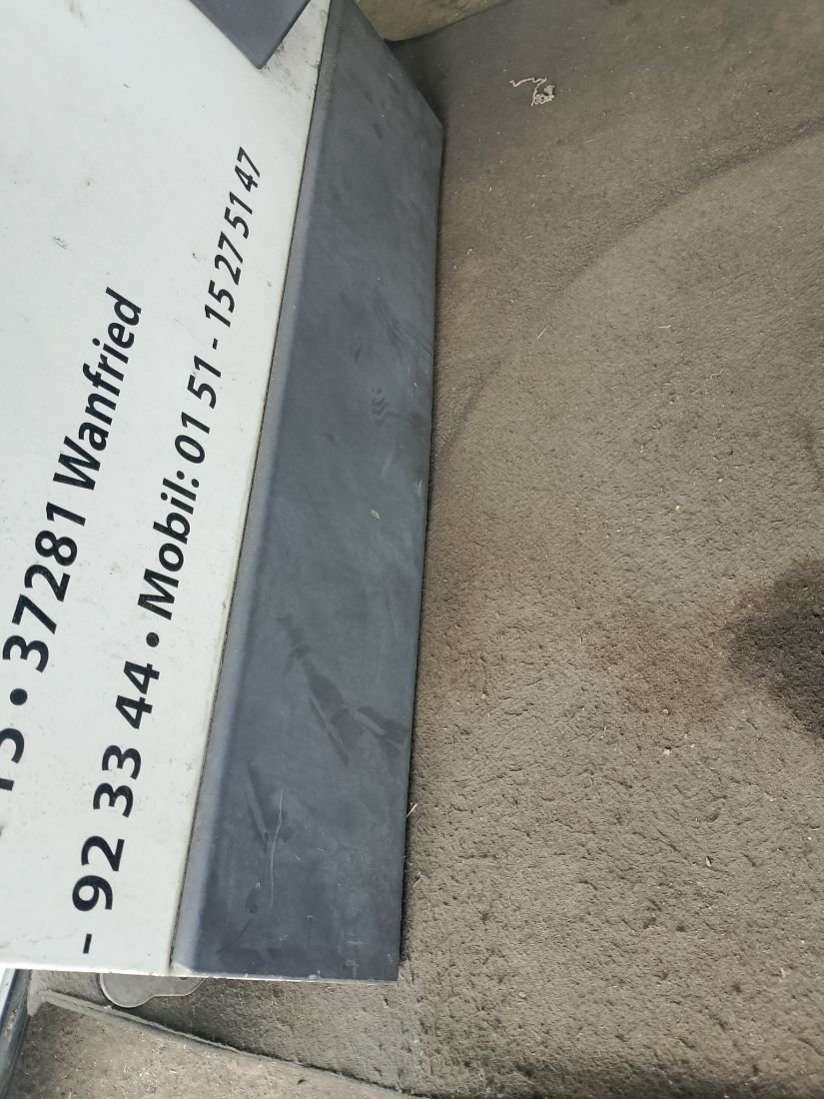 • 37281 Wanfried
- 92 33 44 • Mobil: 01 51 - 15 27 51 47